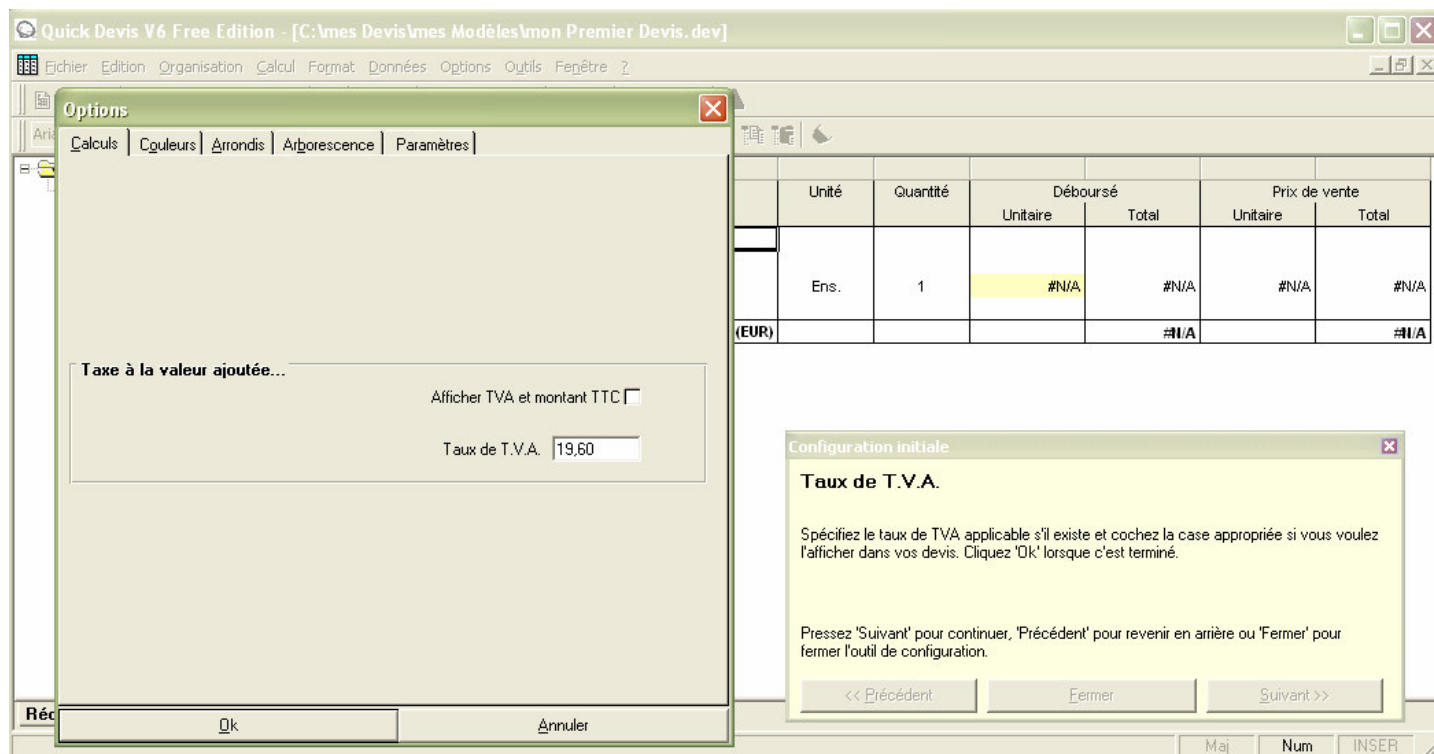 Quick Devis V6 Free Edition - [C:\mes Devis\mes Modèles\mon Premier Devis.dev]
Fichier Edition Organisation Calcul Format Données Options Outils Fenêtre ?
Options
Calculs Couleurs Arrondis Arborescence Paramètres
Unité Quantité Déboursé Prix de vente
Unitaire Total Unitaire Total
Ens. 1 #N/A #N/A #N/A #N/A
(EUR) #N/A #N/A
Taxe à la valeur ajoutée...
Afficher TVA et montant TTC
Taux de T.V.A. 19,60
Configuration initiale
Taux de T.V.A.
Spécifiez le taux de TVA applicable s'il existe et cochez la case appropriée si vous voulez
l'afficher dans vos devis. Cliquez 'Ok' lorsque c'est terminé.
Pressez 'Suivant' pour continuer, 'Précédent' pour revenir en arrière ou 'Fermer' pour
fermer l'outil de configuration.
<< Précédent Fermer Suivant >>
Ok Annuler
Maj Num INSER